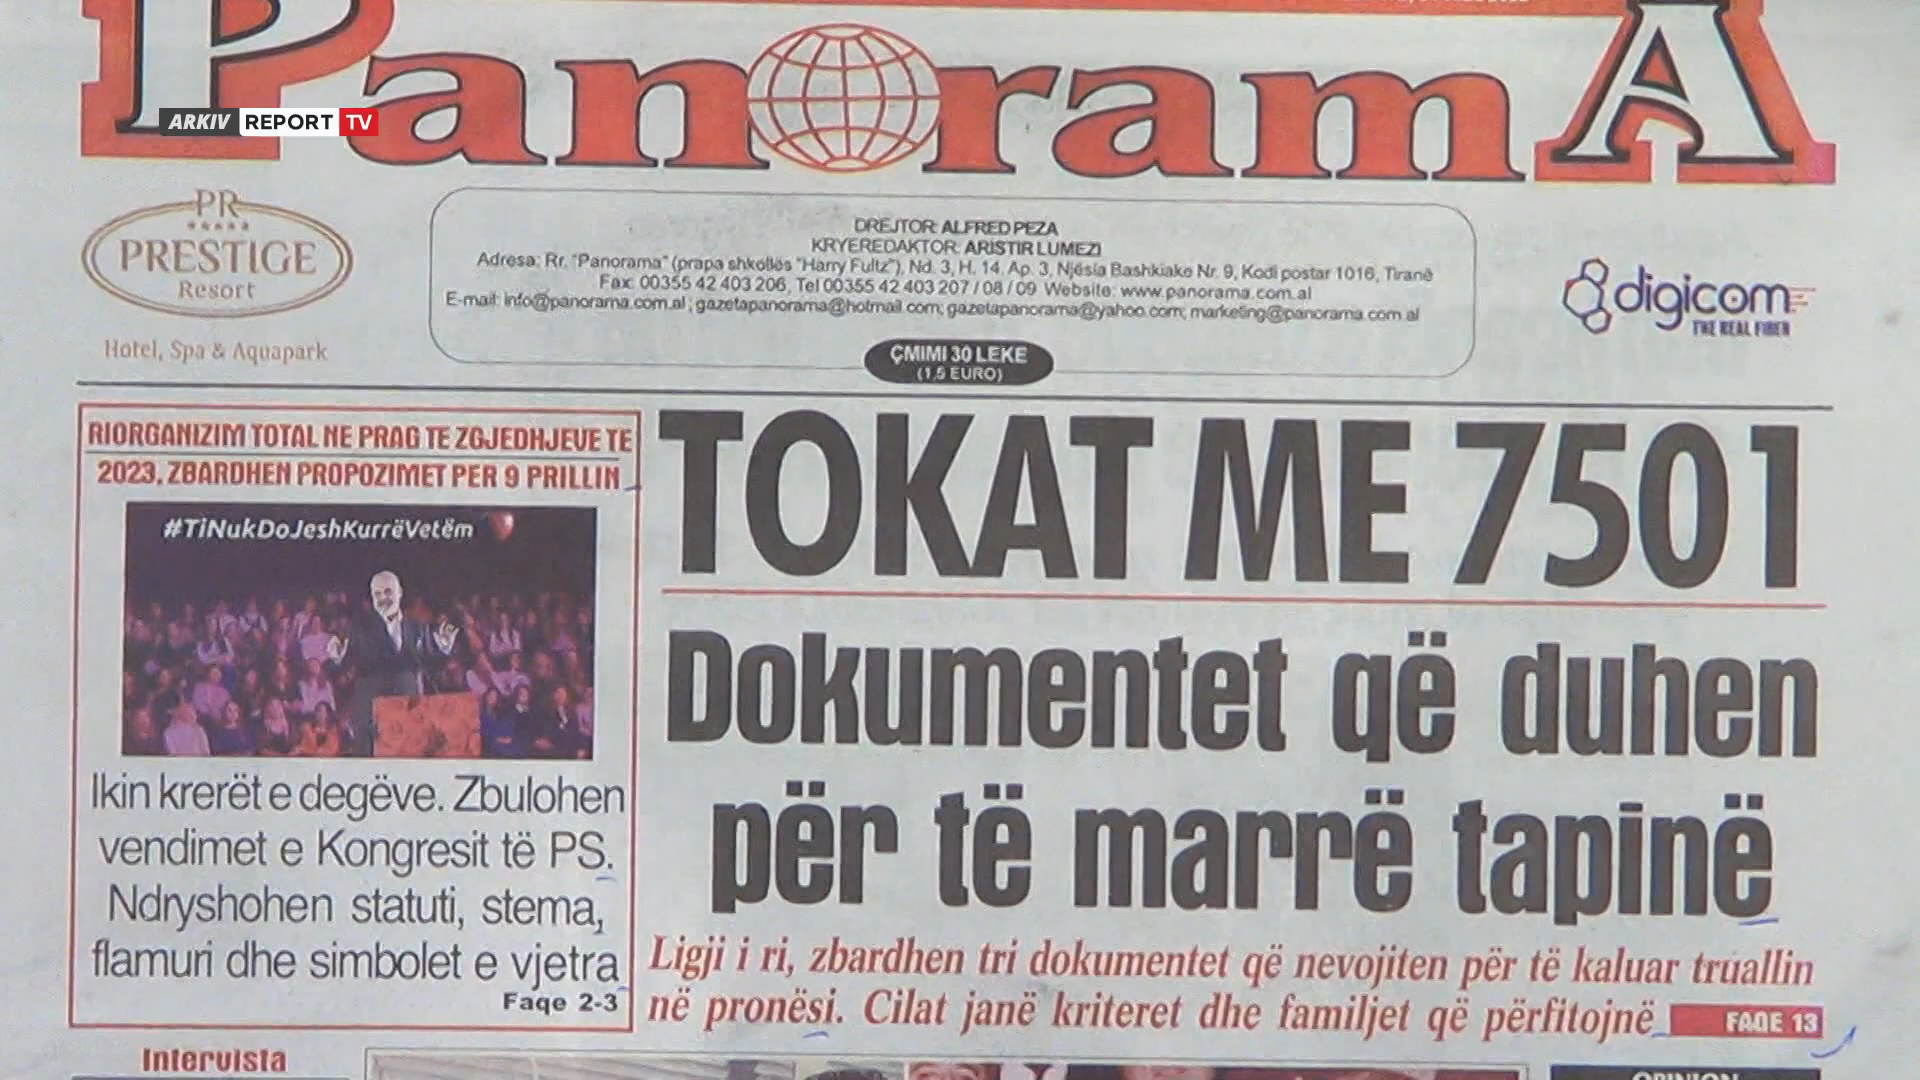 PanoramA
ARKIV REPORT TV
PR
PRESTIGE
Resort
Hotel, Spa & Aquapark
DREJTOR: ALFRED PEZA
KRYEREDAKTOR: ARISTIR LUMEZI
Adresa: Rr. "Panorama" (prapa shkollës "Harry Fultz"), Nd. 3, H. 14, Ap. 3, Njësia Bashkiake Nr. 9, Kodi postar 1016, Tiranë
Fax: 00355 42 403 206, Tel 00355 42 403 207 / 08 / 09 Website: www.panorama.com.al
E-mail: info@panorama.com.al ; gazetapanorama@hotmail.com; gazetapanorama@yahoo.com; marketing@panorama.com.al
ÇMIMI 30 LEKE
(1,5 EURO)
digicom
THE REAL FIBER
RIORGANIZIM TOTAL NE PRAG TE ZGJEDHJEVE TE
2023, ZBARDHEN PROPOZIMET PER 9 PRILLIN
#TiNukDoJeshKurrëVetëm
Ikin krerët e degëve. Zbulohen
vendimet e Kongresit të PS.
Ndryshohen statuti, stema,
flamuri dhe simbolet e vjetra
Faqe 2-3
TOKAT ME 7501
Dokumentet që duhen
për të marrë tapinë
Ligji i ri, zbardhen tri dokumentet që nevojiten për të kaluar truallin
në pronësi. Cilat janë kriteret dhe familjet që përfitojnë
FAQE 13
Intervista
OPINION